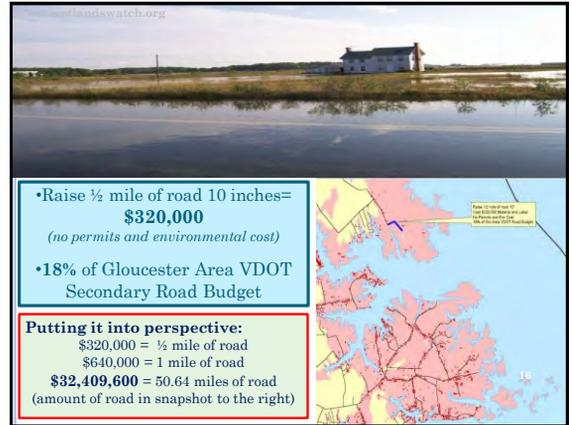 wetlandswatch.org
•Raise ½ mile of road 10 inches=
$320,000
(no permits and environmental cost)
•18% of Gloucester Area VDOT
Secondary Road Budget
Putting it into perspective:
$320,000 = ½ mile of road
$640,000 = 1 mile of road
$32,409,600 = 50.64 miles of road
(amount of road in snapshot to the right)
16